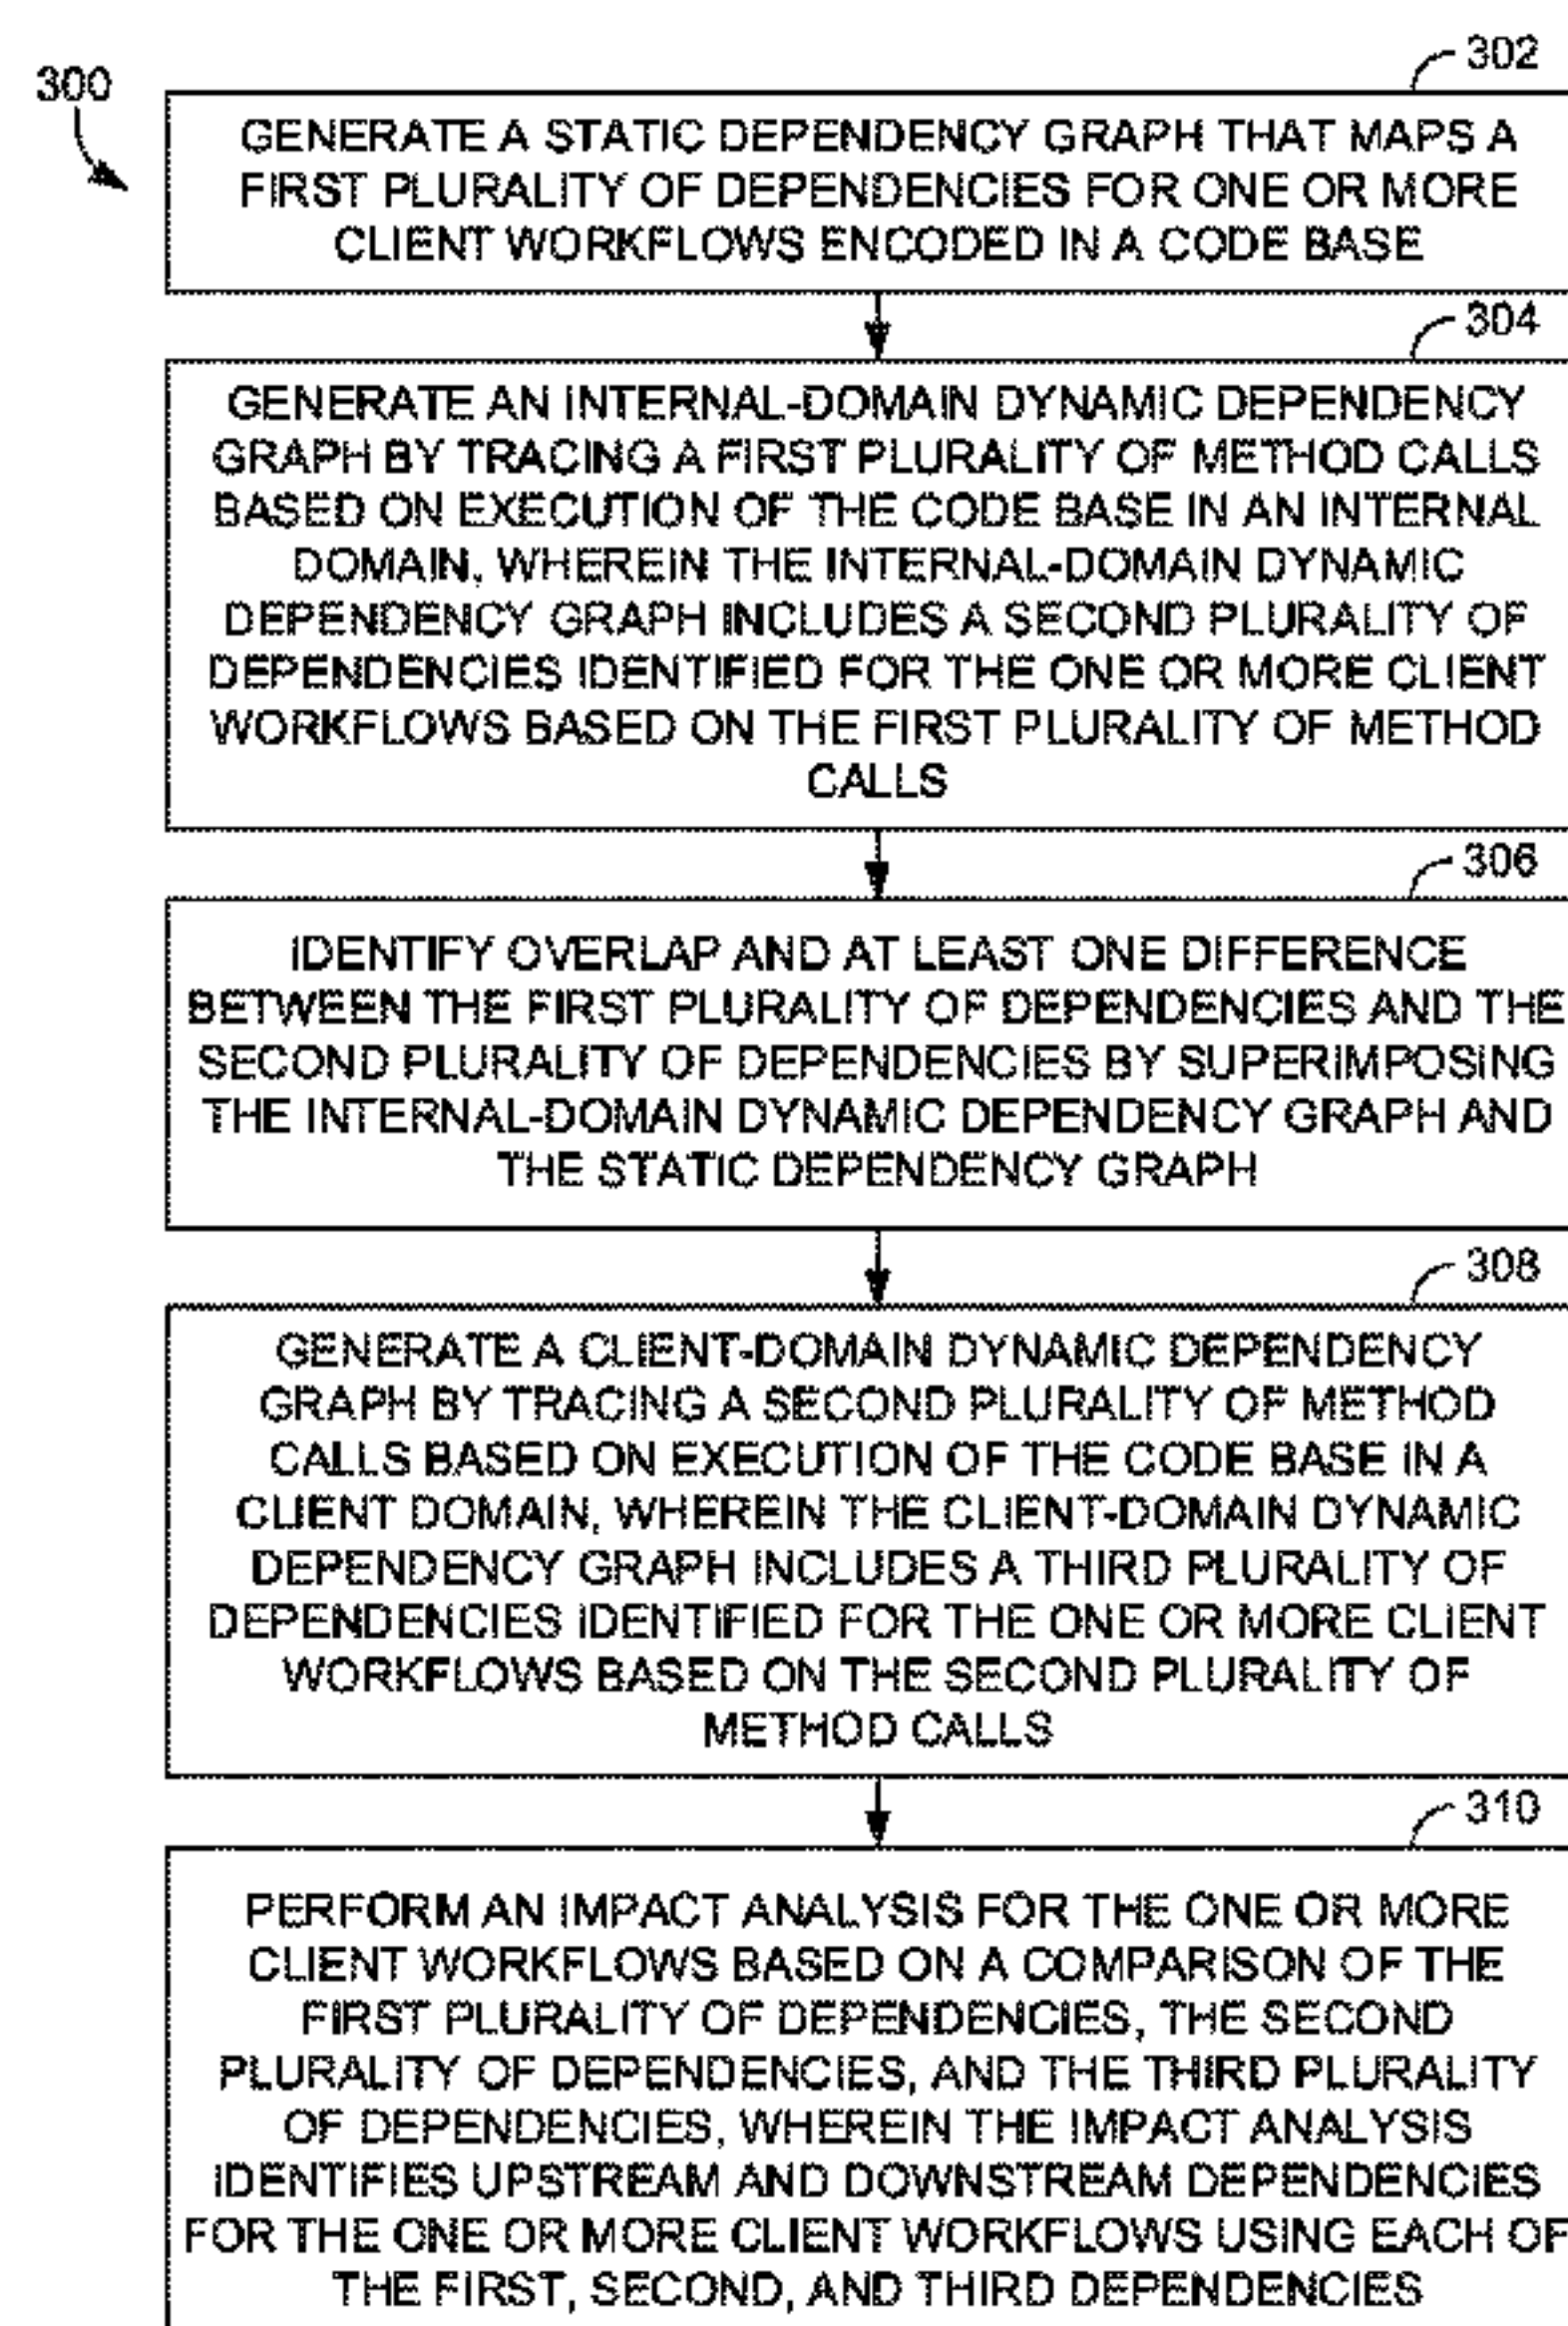 300
302
GENERATE A STATIC DEPENDENCY GRAPH THAT MAPS A
FIRST PLURALITY OF DEPENDENCIES FOR ONE OR MORE
CLIENT WORKFLOWS ENCODED IN A CODE BASE
304
GENERATE AN INTERNAL-DOMAIN DYNAMIC DEPENDENCY
GRAPH BY TRACING A FIRST PLURALITY OF METHOD CALLS
BASED ON EXECUTION OF THE CODE BASE IN AN INTERNAL
DOMAIN, WHEREIN THE INTERNAL-DOMAIN DYNAMIC
DEPENDENCY GRAPH INCLUDES A SECOND PLURALITY OF
DEPENDENCIES IDENTIFIED FOR THE ONE OR MORE CLIENT
WORKFLOWS BASED ON THE FIRST PLURALITY OF METHOD
CALLS
306
IDENTIFY OVERLAP AND AT LEAST ONE DIFFERENCE
BETWEEN THE FIRST PLURALITY OF DEPENDENCIES AND THE
SECOND PLURALITY OF DEPENDENCIES BY SUPERIMPOSING
THE INTERNAL-DOMAIN DYNAMIC DEPENDENCY GRAPH AND
THE STATIC DEPENDENCY GRAPH
308
GENERATE A CLIENT-DOMAIN DYNAMIC DEPENDENCY
GRAPH BY TRACING A SECOND PLURALITY OF METHOD
CALLS BASED ON EXECUTION OF THE CODE BASE IN A
CLIENT DOMAIN, WHEREIN THE CLIENT-DOMAIN DYNAMIC
DEPENDENCY GRAPH INCLUDES A THIRD PLURALITY OF
DEPENDENCIES IDENTIFIED FOR THE ONE OR MORE CLIENT
WORKFLOWS BASED ON THE SECOND PLURALITY OF
METHOD CALLS
310
PERFORM AN IMPACT ANALYSIS FOR THE ONE OR MORE
CLIENT WORKFLOWS BASED ON A COMPARISON OF THE
FIRST PLURALITY OF DEPENDENCIES, THE SECOND
PLURALITY OF DEPENDENCIES, AND THE THIRD PLURALITY
OF DEPENDENCIES, WHEREIN THE IMPACT ANALYSIS
IDENTIFIES UPSTREAM AND DOWNSTREAM DEPENDENCIES
FOR THE ONE OR MORE CLIENT WORKFLOWS USING EACH OF
THE FIRST, SECOND, AND THIRD DEPENDENCIES